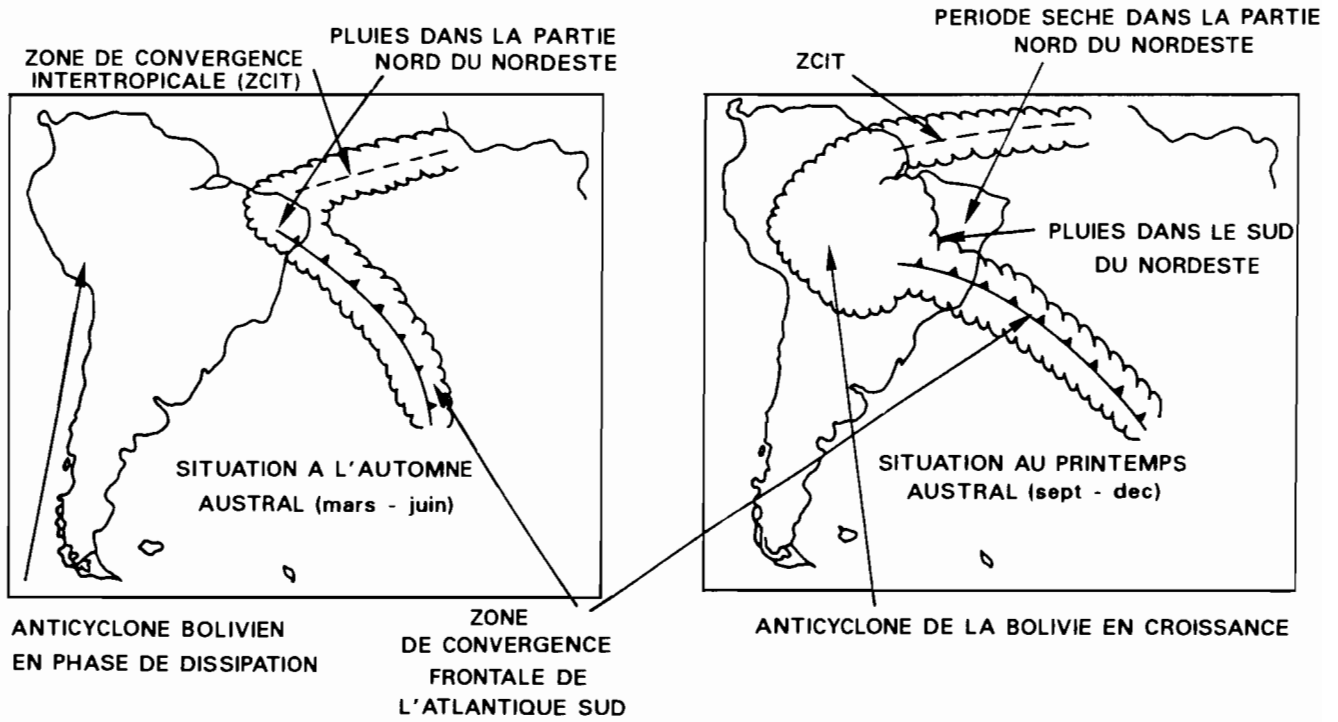 ZONE DE CONVERGENCE
INTERTROPICALE (ZCIT)
PLUIES DANS LA PARTIE
NORD DU NORDESTE
SITUATION A L'AUTOMNE
AUSTRAL (mars - juin)
ANTICYCLONE BOLIVIEN
EN PHASE DE DISSIPATION
ZONE
DE CONVERGENCE
FRONTALE DE
L'ATLANTIQUE SUD
ZCIT
PERIODE SECHE DANS LA PARTIE
NORD DU NORDESTE
PLUIES DANS LE SUD
DU NORDESTE
SITUATION AU PRINTEMPS
AUSTRAL (sept - dec)
ANTICYCLONE DE LA BOLIVIE EN CROISSANCE